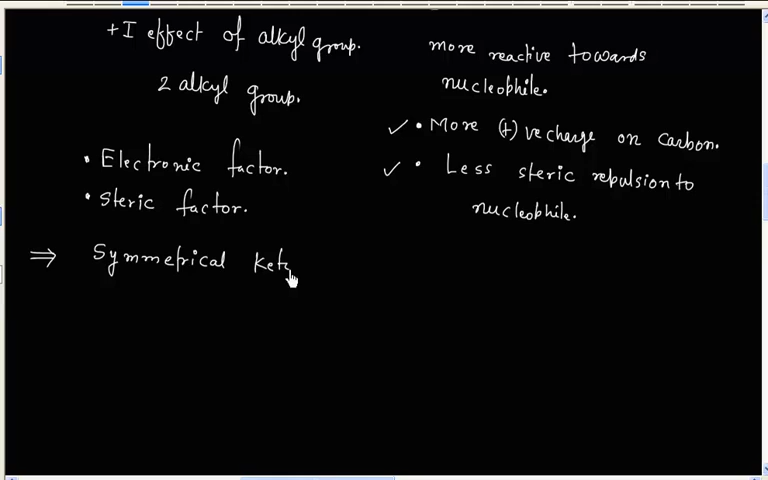 +I effect of alkyl group.
2 alkyl group.
• Electronic factor.
• Steric factor.
more reactive towards
nucleophile.
✓ • More (+)ve charge on carbon.
✓ • Less steric repulsion to
nucleophile.
⇒ Symmetrical Keto